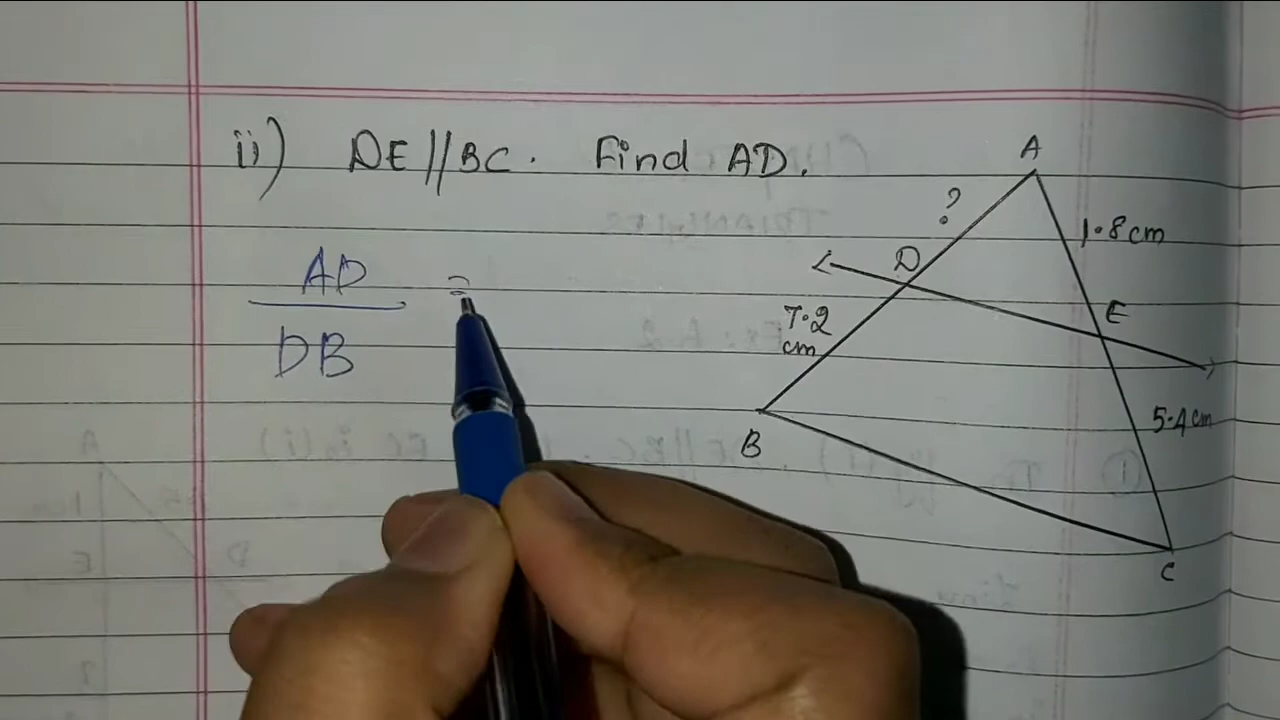 ii) DE//BC. Find AD.
AD
DB
=
A
?
1.8cm
D
E
7.2
cm
5.4cm
B
C